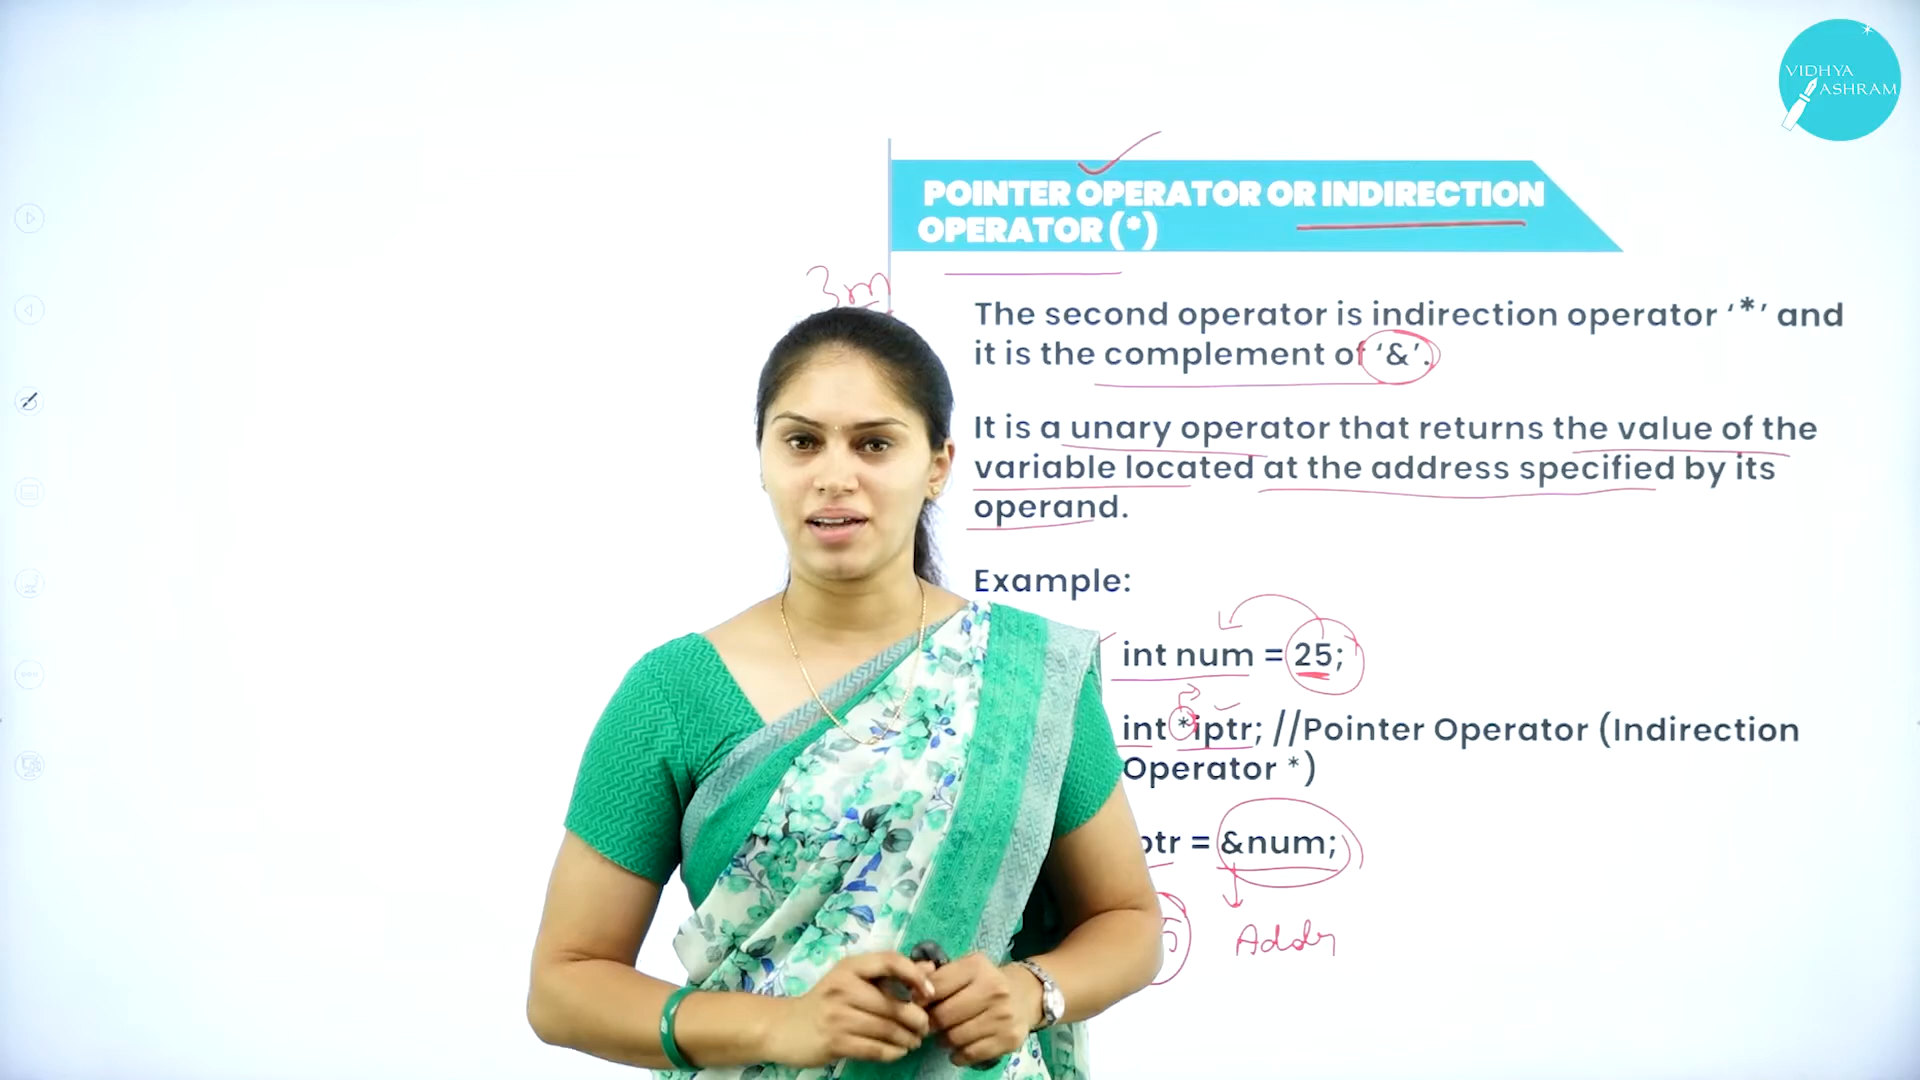 VIDHYA
ASHRAM
POINTER OPERATOR OR INDIRECTION
OPERATOR (*)
3m
The second operator is indirection operator ‘*’ and
it is the complement of ‘&’.
It is a unary operator that returns the value of the
variable located at the address specified by its
operand.
Example:
int num = 25;
int *iptr; //Pointer Operator (Indirection
Operator *)
ptr = &num;